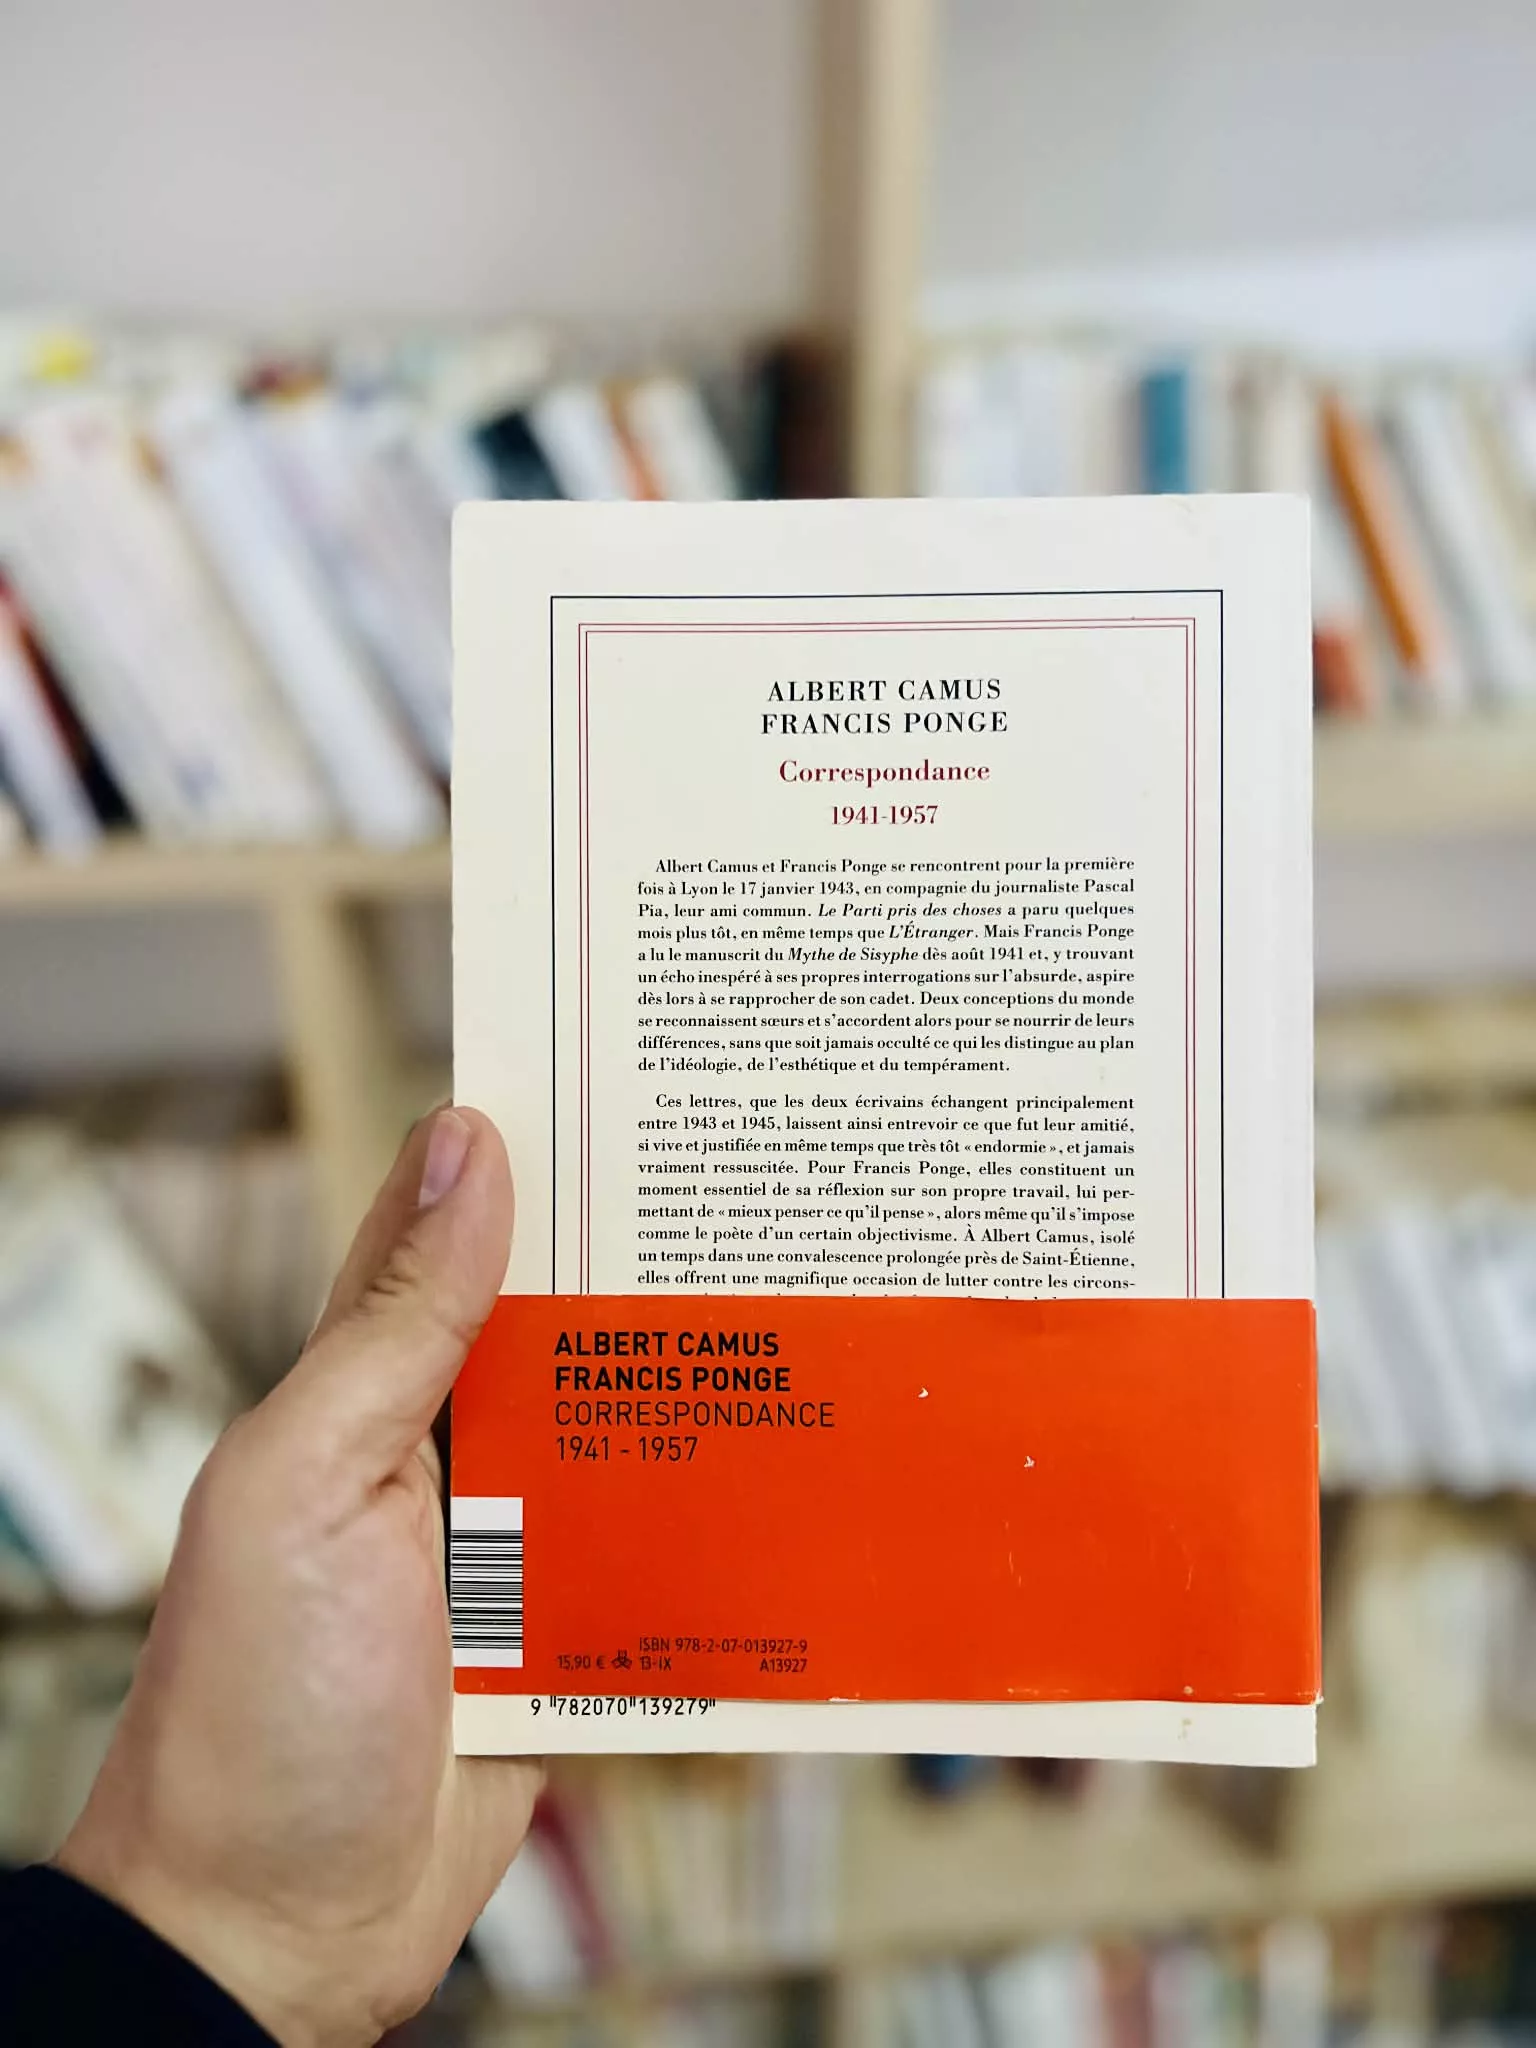 ALBERT CAMUS
FRANCIS PONGE
Correspondance
1941-1957
Albert Camus et Francis Ponge se rencontrent pour la première
fois à Lyon le 17 janvier 1943, en compagnie du journaliste Pascal
Pia, leur ami commun. Le Parti pris des choses a paru quelques
mois plus tôt, en même temps que L'Étranger. Mais Francis Ponge
a lu le manuscrit du Mythe de Sisyphe dès août 1941 et, y trouvant
un écho inespéré à ses propres interrogations sur l'absurde, aspire
dès lors à se rapprocher de son cadet. Deux conceptions du monde
se reconnaissent sœurs et s'accordent alors pour se nourrir de leurs
différences, sans que soit jamais occulté ce qui les distingue au plan
de l'idéologie, de l'esthétique et du tempérament.
Ces lettres, que les deux écrivains échangent principalement
entre 1943 et 1945, laissent ainsi entrevoir ce que fut leur amitié,
si vive et justifiée en même temps que très tôt « endormie », et jamais
vraiment ressuscitée. Pour Francis Ponge, elles constituent un
moment essentiel de sa réflexion sur son propre travail, lui per-
mettant de « mieux penser ce qu'il pense », alors même qu'il s'impose
comme le poète d'un certain objectivisme. À Albert Camus, isolé
un temps dans une convalescence prolongée près de Saint-Étienne,
elles offrent une magnifique occasion de lutter contre les circons-
ALBERT CAMUS
FRANCIS PONGE
CORRESPONDANCE
1941 - 1957
ISBN 978-2-07-013927-9
15,90 € 13-IX A13927
9 782070 139279